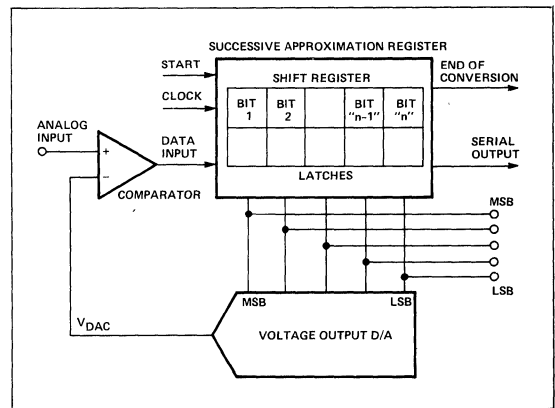 SUCCESSIVE APPROXIMATION REGISTER
START
END OF
CONVERSION
SHIFT REGISTER
CLOCK
BIT
1
BIT
2
BIT
"n-1"
BIT
"n"
ANALOG
INPUT
DATA
INPUT
SERIAL
OUTPUT
LATCHES
COMPARATOR
MSB
LSB
MSB
LSB
VDAC
VOLTAGE OUTPUT D/A